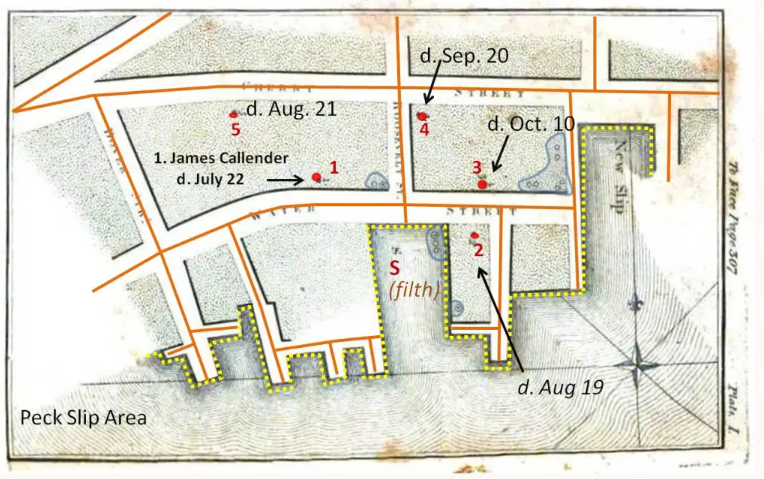 d. Sep. 20
CHERRY
STREET
d. Aug. 21
5
4
d. Oct. 10
1. James Callender
d. July 22
1
3
ROOSEVELT St.
New Slip
WATER
STREET
2
S
(filth)
d. Aug 19
Peck Slip Area
To Face Page 307
Plate I.